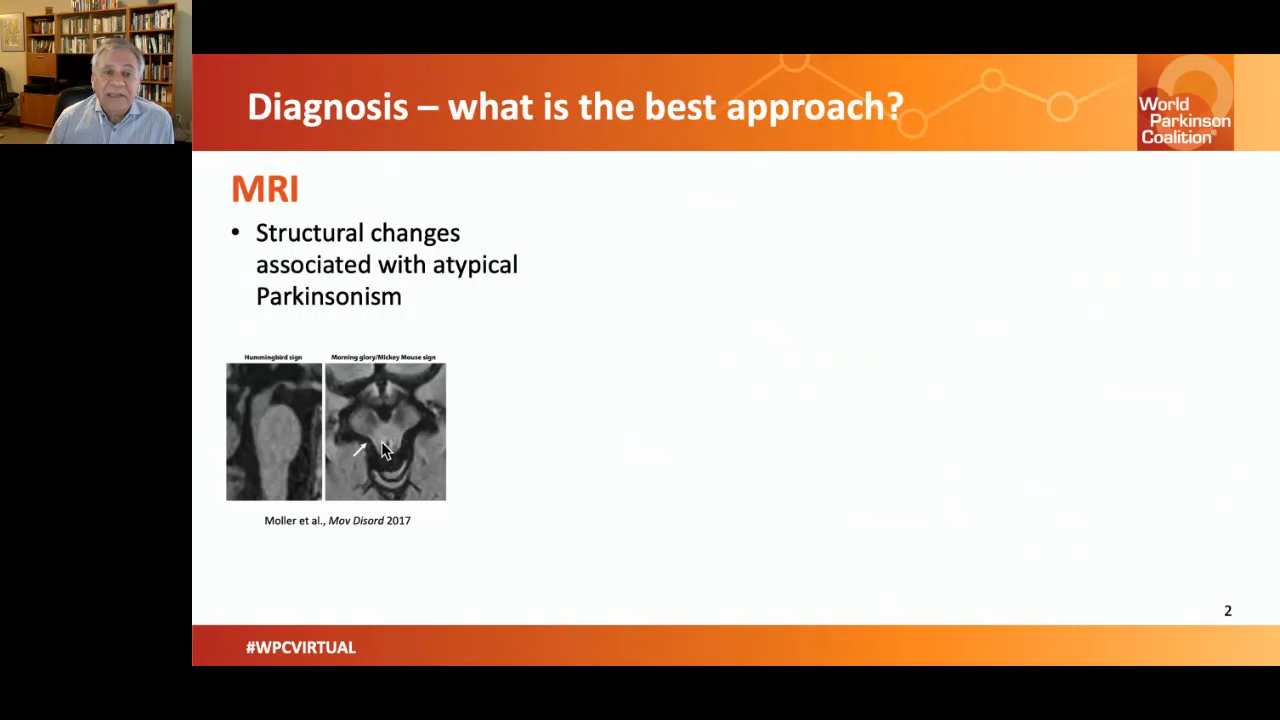 Diagnosis – what is the best approach?
World
Parkinson
Coalition®
MRI
• Structural changes
associated with atypical
Parkinsonism
Hummingbird sign
Morning glory/Mickey Mouse sign
Moller et al., Mov Disord 2017
2
#WPCVIRTUAL